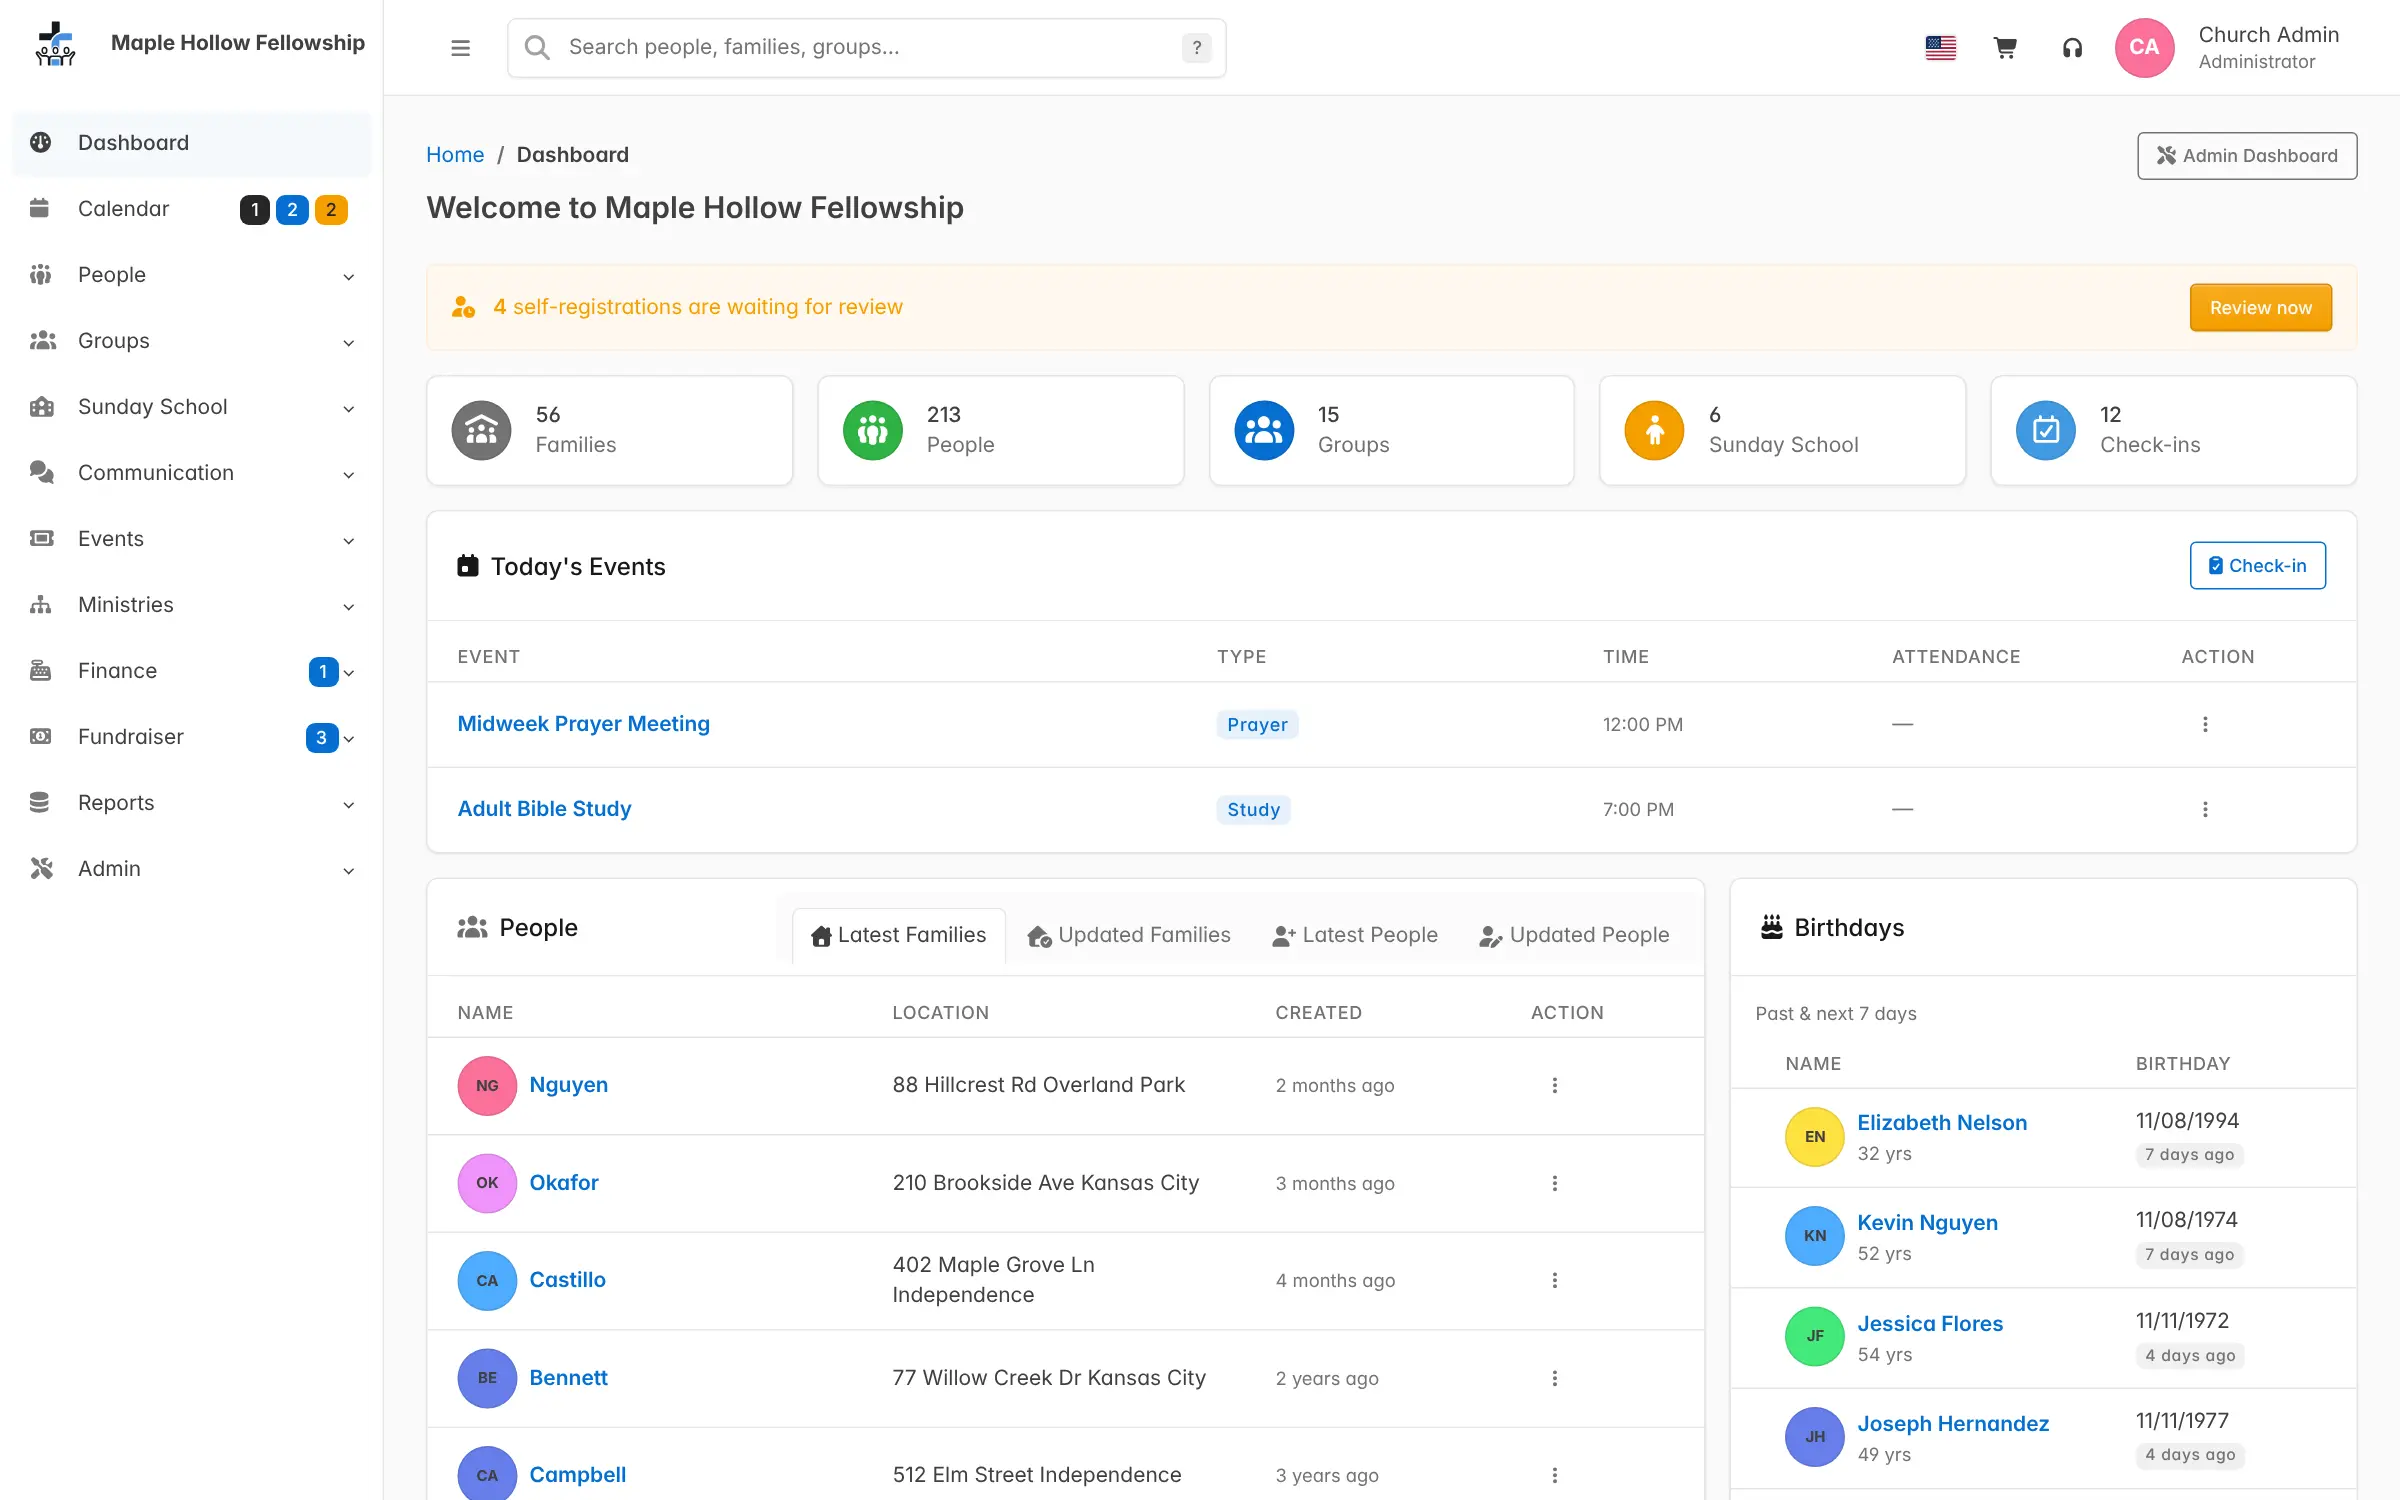 Maple Hollow Fellowship
Search people, families, groups...
?
CA
Church Admin
Administrator
Dashboard
Calendar
1
2
2
People
Groups
Sunday School
Communication
Events
Ministries
Finance
1
Fundraiser
3
Reports
Admin
Home / Dashboard
Admin Dashboard
Welcome to Maple Hollow Fellowship
4 self-registrations are waiting for review
Review now
56
Families
213
People
15
Groups
6
Sunday School
12
Check-ins
Today's Events
Check-in
EVENT TYPE TIME ATTENDANCE ACTION
Midweek Prayer Meeting Prayer 12:00 PM —
Adult Bible Study Study 7:00 PM —
People
Latest Families
Updated Families
Latest People
Updated People
NAME LOCATION CREATED ACTION
NG Nguyen 88 Hillcrest Rd Overland Park 2 months ago
OK Okafor 210 Brookside Ave Kansas City 3 months ago
CA Castillo 402 Maple Grove Ln
Independence 4 months ago
BE Bennett 77 Willow Creek Dr Kansas City 2 years ago
CA Campbell 512 Elm Street Independence 3 years ago
Birthdays
Past & next 7 days
NAME BIRTHDAY
EN Elizabeth Nelson 11/08/1994
32 yrs 7 days ago
KN Kevin Nguyen 11/08/1974
52 yrs 7 days ago
JF Jessica Flores 11/11/1972
54 yrs 4 days ago
JH Joseph Hernandez 11/11/1977
49 yrs 4 days ago